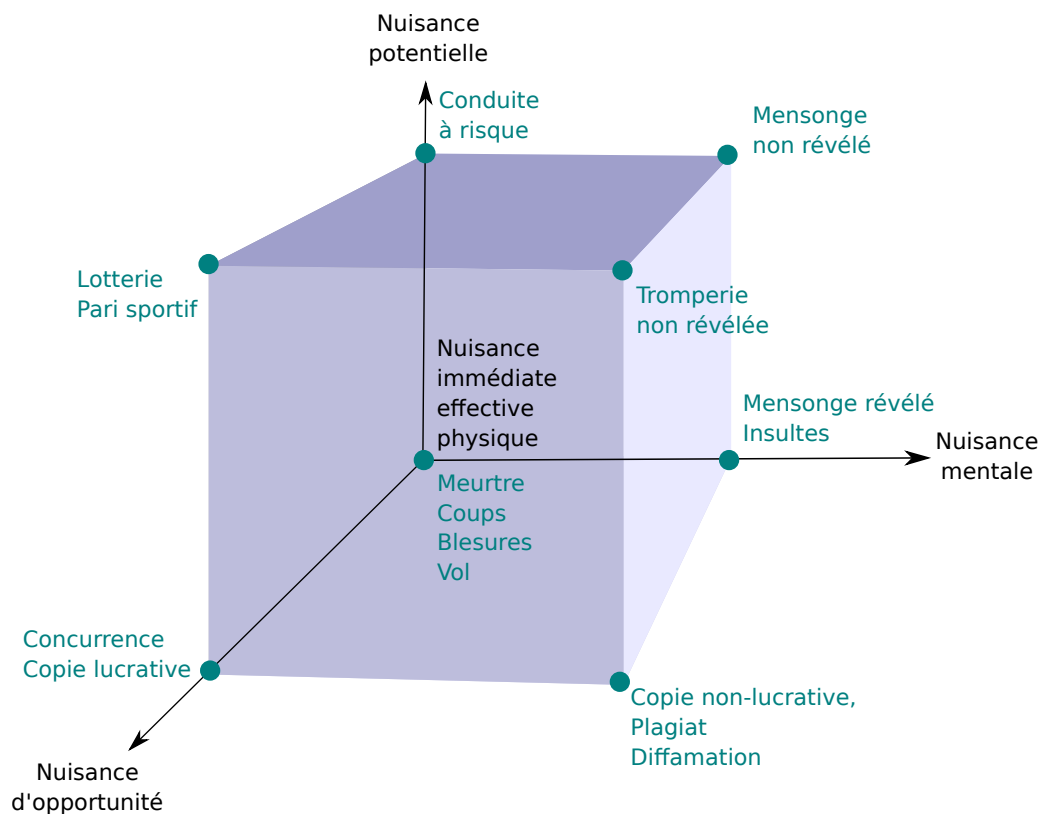 Nuisance
potentielle
Conduite
à risque
Mensonge
non révélé
Lotterie
Pari sportif
Tromperie
non révélée
Nuisance
immédiate
effective
physique
Mensonge révélé
Insultes
Nuisance
mentale
Meurtre
Coups
Blesures
Vol
Concurrence
Copie lucrative
Copie non-lucrative,
Plagiat
Diffamation
Nuisance
d'opportunité